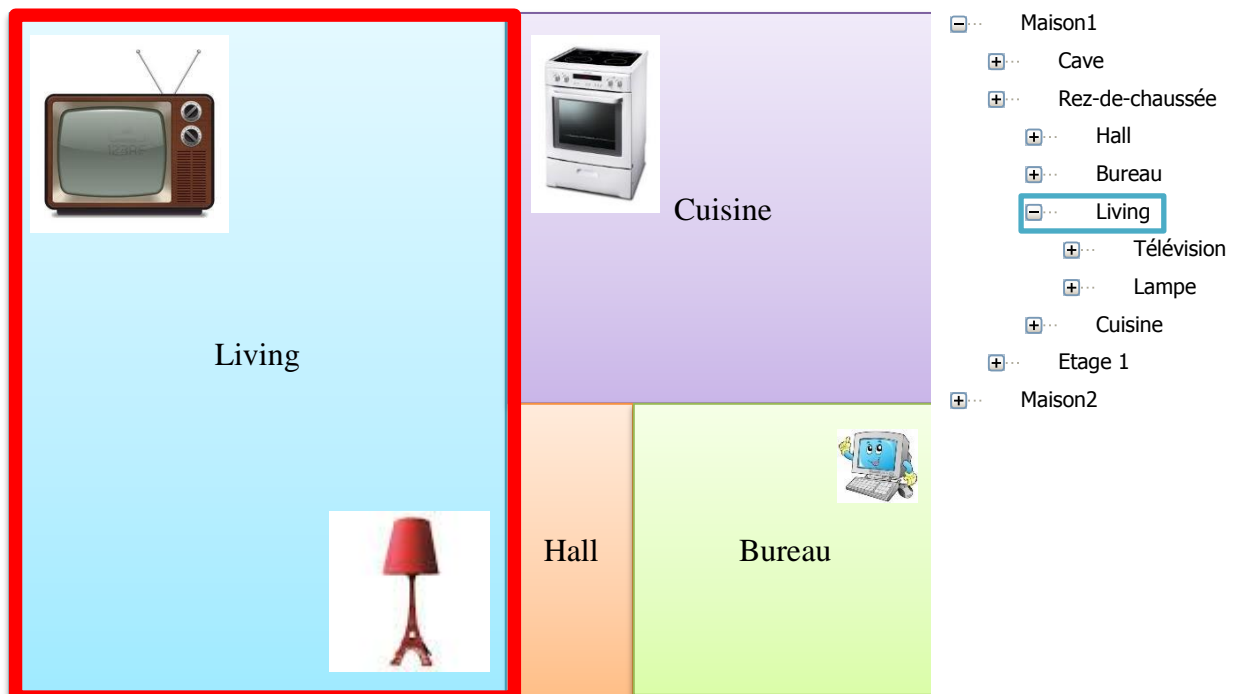 Living
Cuisine
Hall
Bureau
Maison1
Cave
Rez-de-chaussée
Hall
Bureau
Living
Télévision
Lampe
Cuisine
Etage 1
Maison2